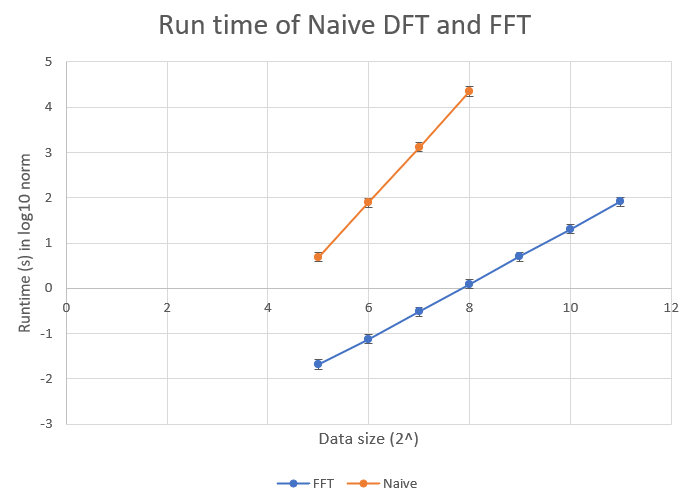 Run time of Naive DFT and FFT
5
4
3
2
1
0
-1
-2
-3
0 2 4 6 8 10 12
Runtime (s) in log10 norm
Data size (2^)
FFT Naive